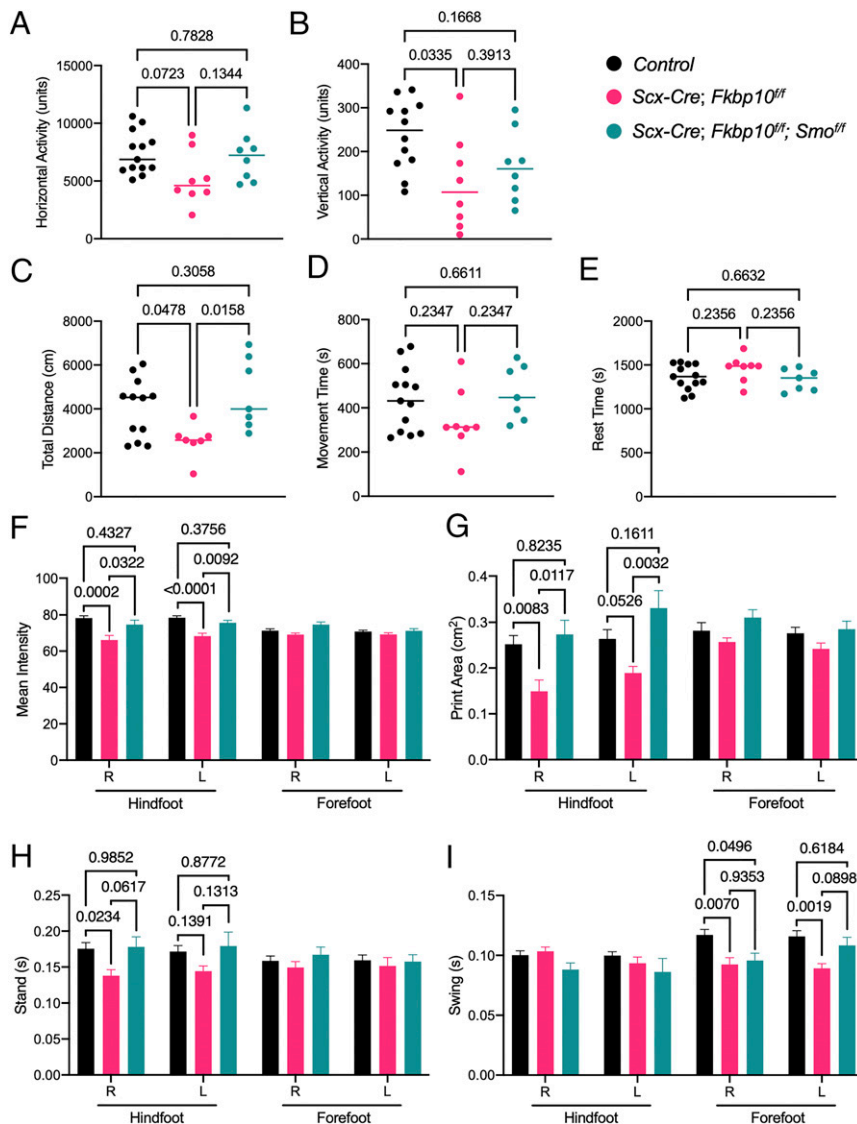 A
0.7828
0.0723 0.1344
15000
10000
5000
0
Horizontal Activity (units)
B
0.1668
0.0335 0.3913
400
300
200
100
0
Vertical Activity (units)
Control
Scx-Cre; Fkbp10f/f
Scx-Cre; Fkbp10f/f; Smof/f
C
0.3058
0.0478 0.0158
8000
6000
4000
2000
0
Total Distance (cm)
D
0.6611
0.2347 0.2347
800
600
400
200
0
Movement Time (s)
E
0.6632
0.2356 0.2356
2000
1500
1000
500
0
Rest Time (s)
F
0.4327 0.3756
0.0322 0.0092
0.0002 <0.0001
100
80
60
40
20
0
Mean Intensity
R L R L
Hindfoot Forefoot
G
0.8235 0.1611
0.0117 0.0032
0.0083 0.0526
0.4
0.3
0.2
0.1
0.0
Print Area (cm2)
R L R L
Hindfoot Forefoot
H
0.9852 0.8772
0.0617 0.1313
0.0234 0.1391
0.25
0.20
0.15
0.10
0.05
0.00
Stand (s)
R L R L
Hindfoot Forefoot
I
0.0496 0.6184
0.9353 0.0898
0.0070 0.0019
0.15
0.10
0.05
0.00
Swing (s)
R L R L
Hindfoot Forefoot